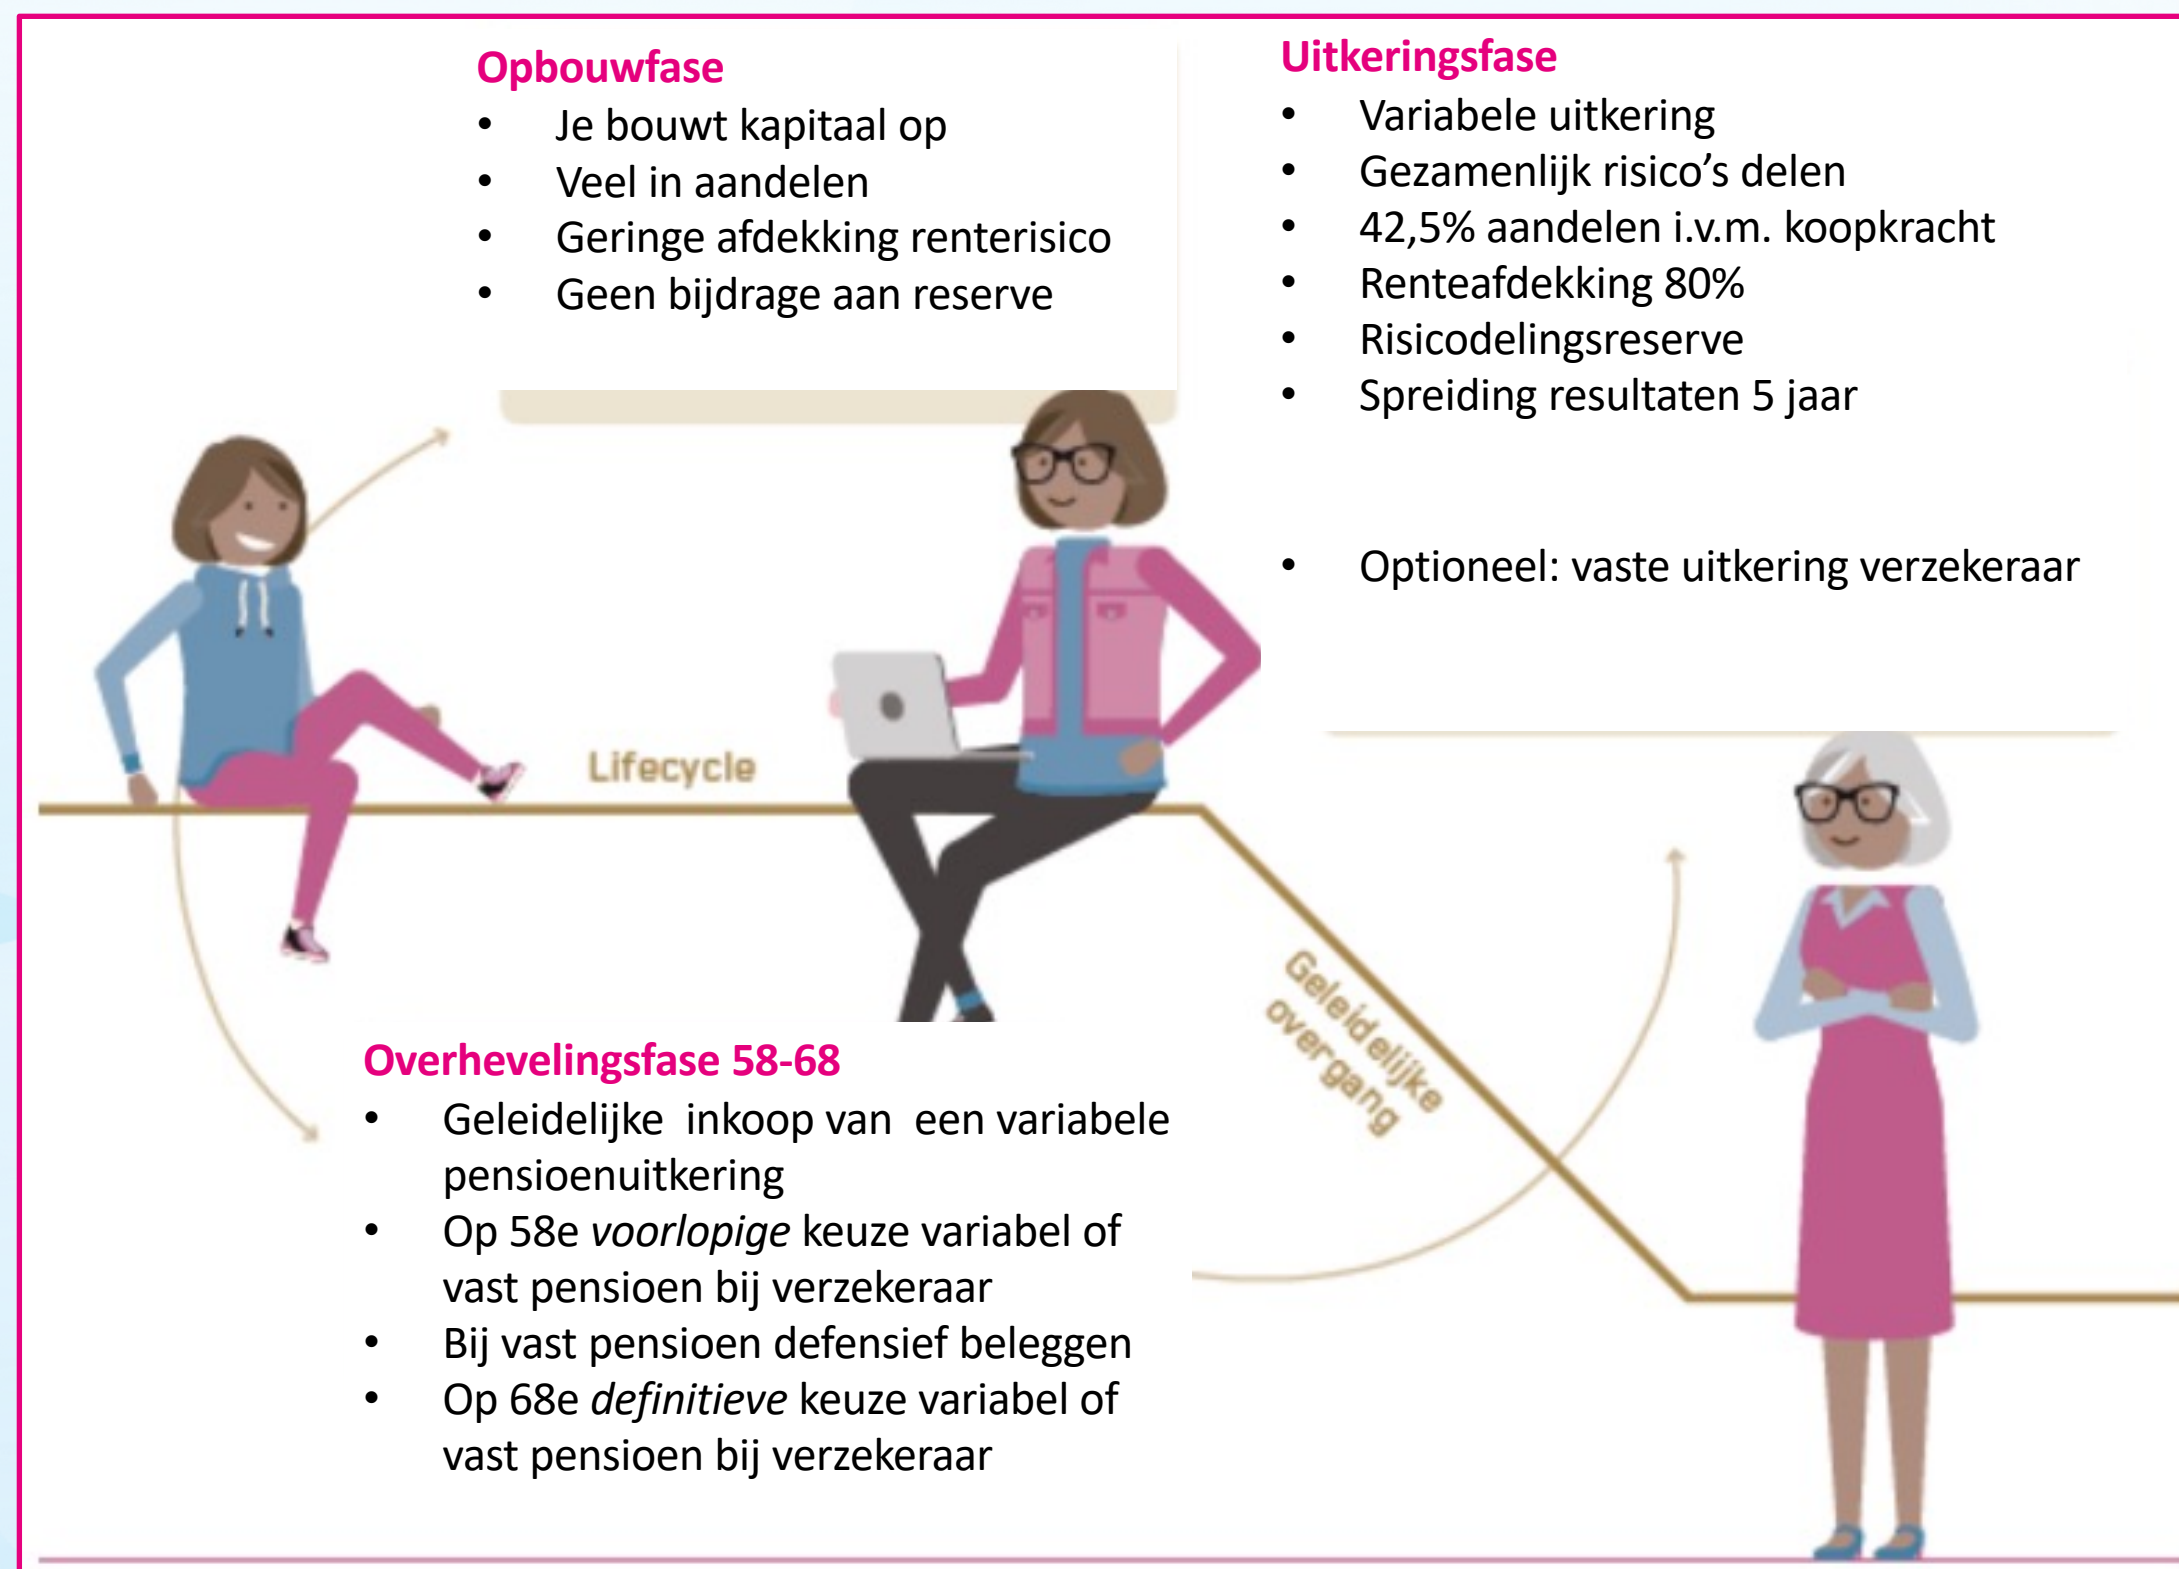 Opbouwfase
• Je bouwt kapitaal op
• Veel in aandelen
• Geringe afdekking renterisico
• Geen bijdrage aan reserve
Uitkeringsfase
• Variabele uitkering
• Gezamenlijk risico’s delen
• 42,5% aandelen i.v.m. koopkracht
• Renteafdekking 80%
• Risicodelingsreserve
• Spreiding resultaten 5 jaar
• Optioneel: vaste uitkering verzekeraar
Lifecycle
Geleidelijke
overgang
Overhevelingsfase 58-68
• Geleidelijke inkoop van een variabele
pensioenuitkering
• Op 58e voorlopige keuze variabel of
vast pensioen bij verzekeraar
• Bij vast pensioen defensief beleggen
• Op 68e definitieve keuze variabel of
vast pensioen bij verzekeraar